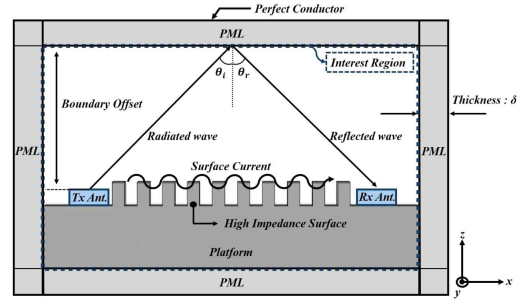 Perfect Conductor
PML
θi θr
Interest Region
Boundary Offset
Thickness : δ
Radiated wave
Reflected wave
PML
PML
Surface Current
Tx Ant.
Rx Ant.
High Impedance Surface
Platform
z
PML
y
x